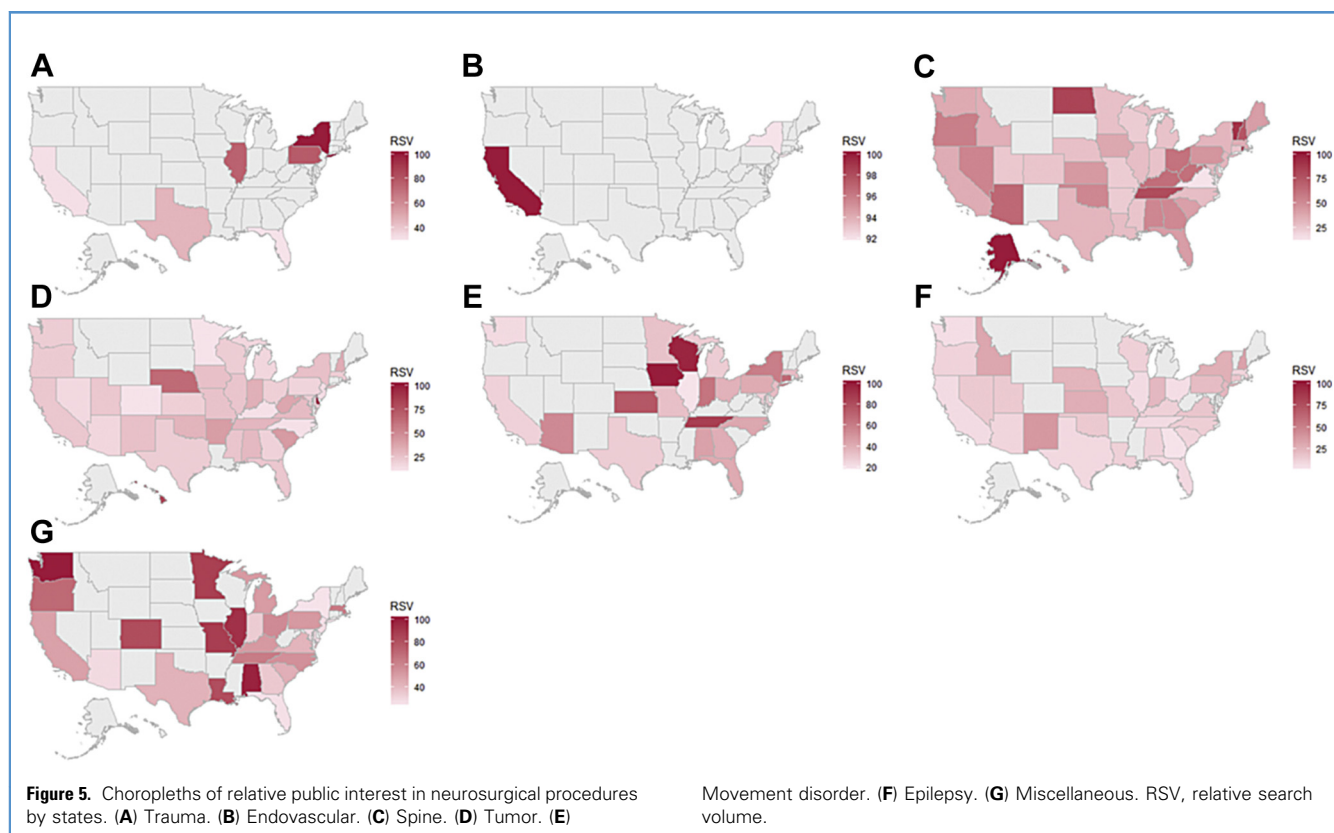 A
RSV
100
80
60
40
B
RSV
100
98
96
94
92
C
RSV
100
75
50
25
D
RSV
100
75
50
25
E
RSV
100
80
60
40
20
F
RSV
100
75
50
25
G
RSV
100
80
60
40
Figure 5. Choropleths of relative public interest in neurosurgical procedures
by states. (A) Trauma. (B) Endovascular. (C) Spine. (D) Tumor. (E)
Movement disorder. (F) Epilepsy. (G) Miscellaneous. RSV, relative search
volume.